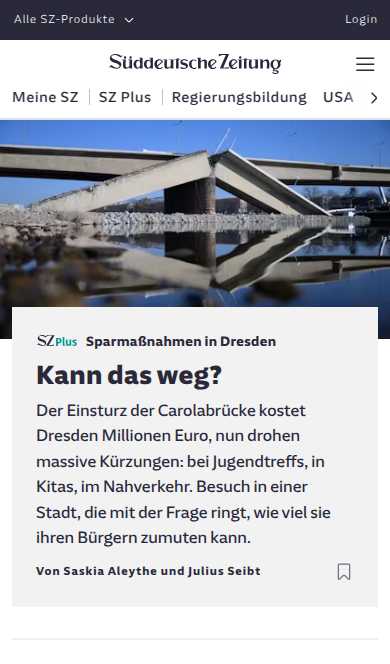 Alle SZ-Produkte
Login
Süddeutsche Zeitung
Meine SZ
SZ Plus
Regierungsbildung
USA
SZ Plus Sparmaßnahmen in Dresden
Kann das weg?
Der Einsturz der Carolabrücke kostet
Dresden Millionen Euro, nun drohen
massive Kürzungen: bei Jugendtreffs, in
Kitas, im Nahverkehr. Besuch in einer
Stadt, die mit der Frage ringt, wie viel sie
ihren Bürgern zumuten kann.
Von Saskia Aleythe und Julius Seibt